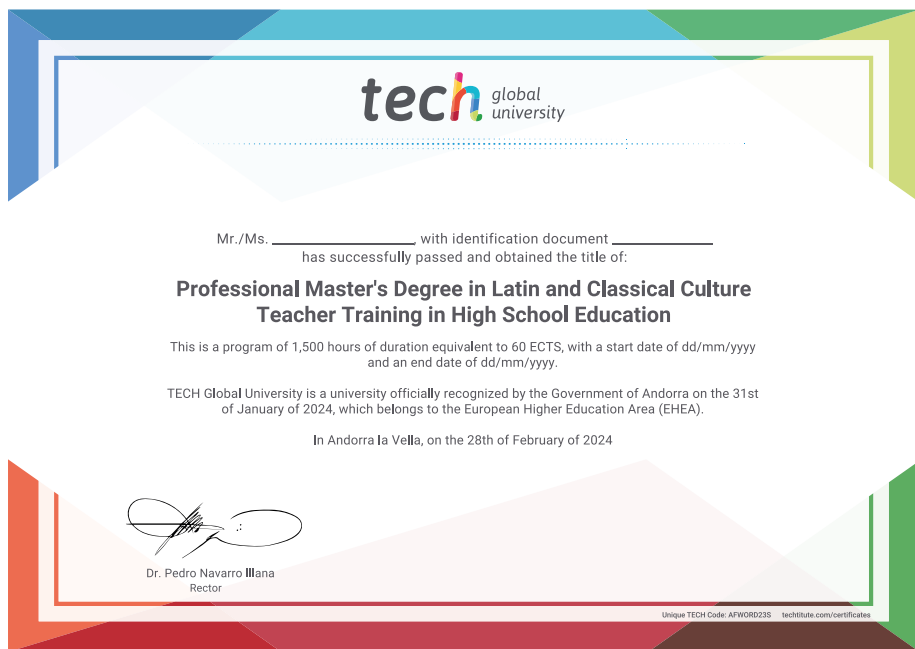 tech global university
Mr./Ms. ____________, with identification document ____________
has successfully passed and obtained the title of:
Professional Master's Degree in Latin and Classical Culture
Teacher Training in High School Education
This is a program of 1,500 hours of duration equivalent to 60 ECTS, with a start date of dd/mm/yyyy
and an end date of dd/mm/yyyy.
TECH Global University is a university officially recognized by the Government of Andorra on the 31st
of January of 2024, which belongs to the European Higher Education Area (EHEA).
In Andorra la Vella, on the 28th of February of 2024
Dr. Pedro Navarro Illana
Rector
Unique TECH Code: AFWORD23S techtitute.com/certificates